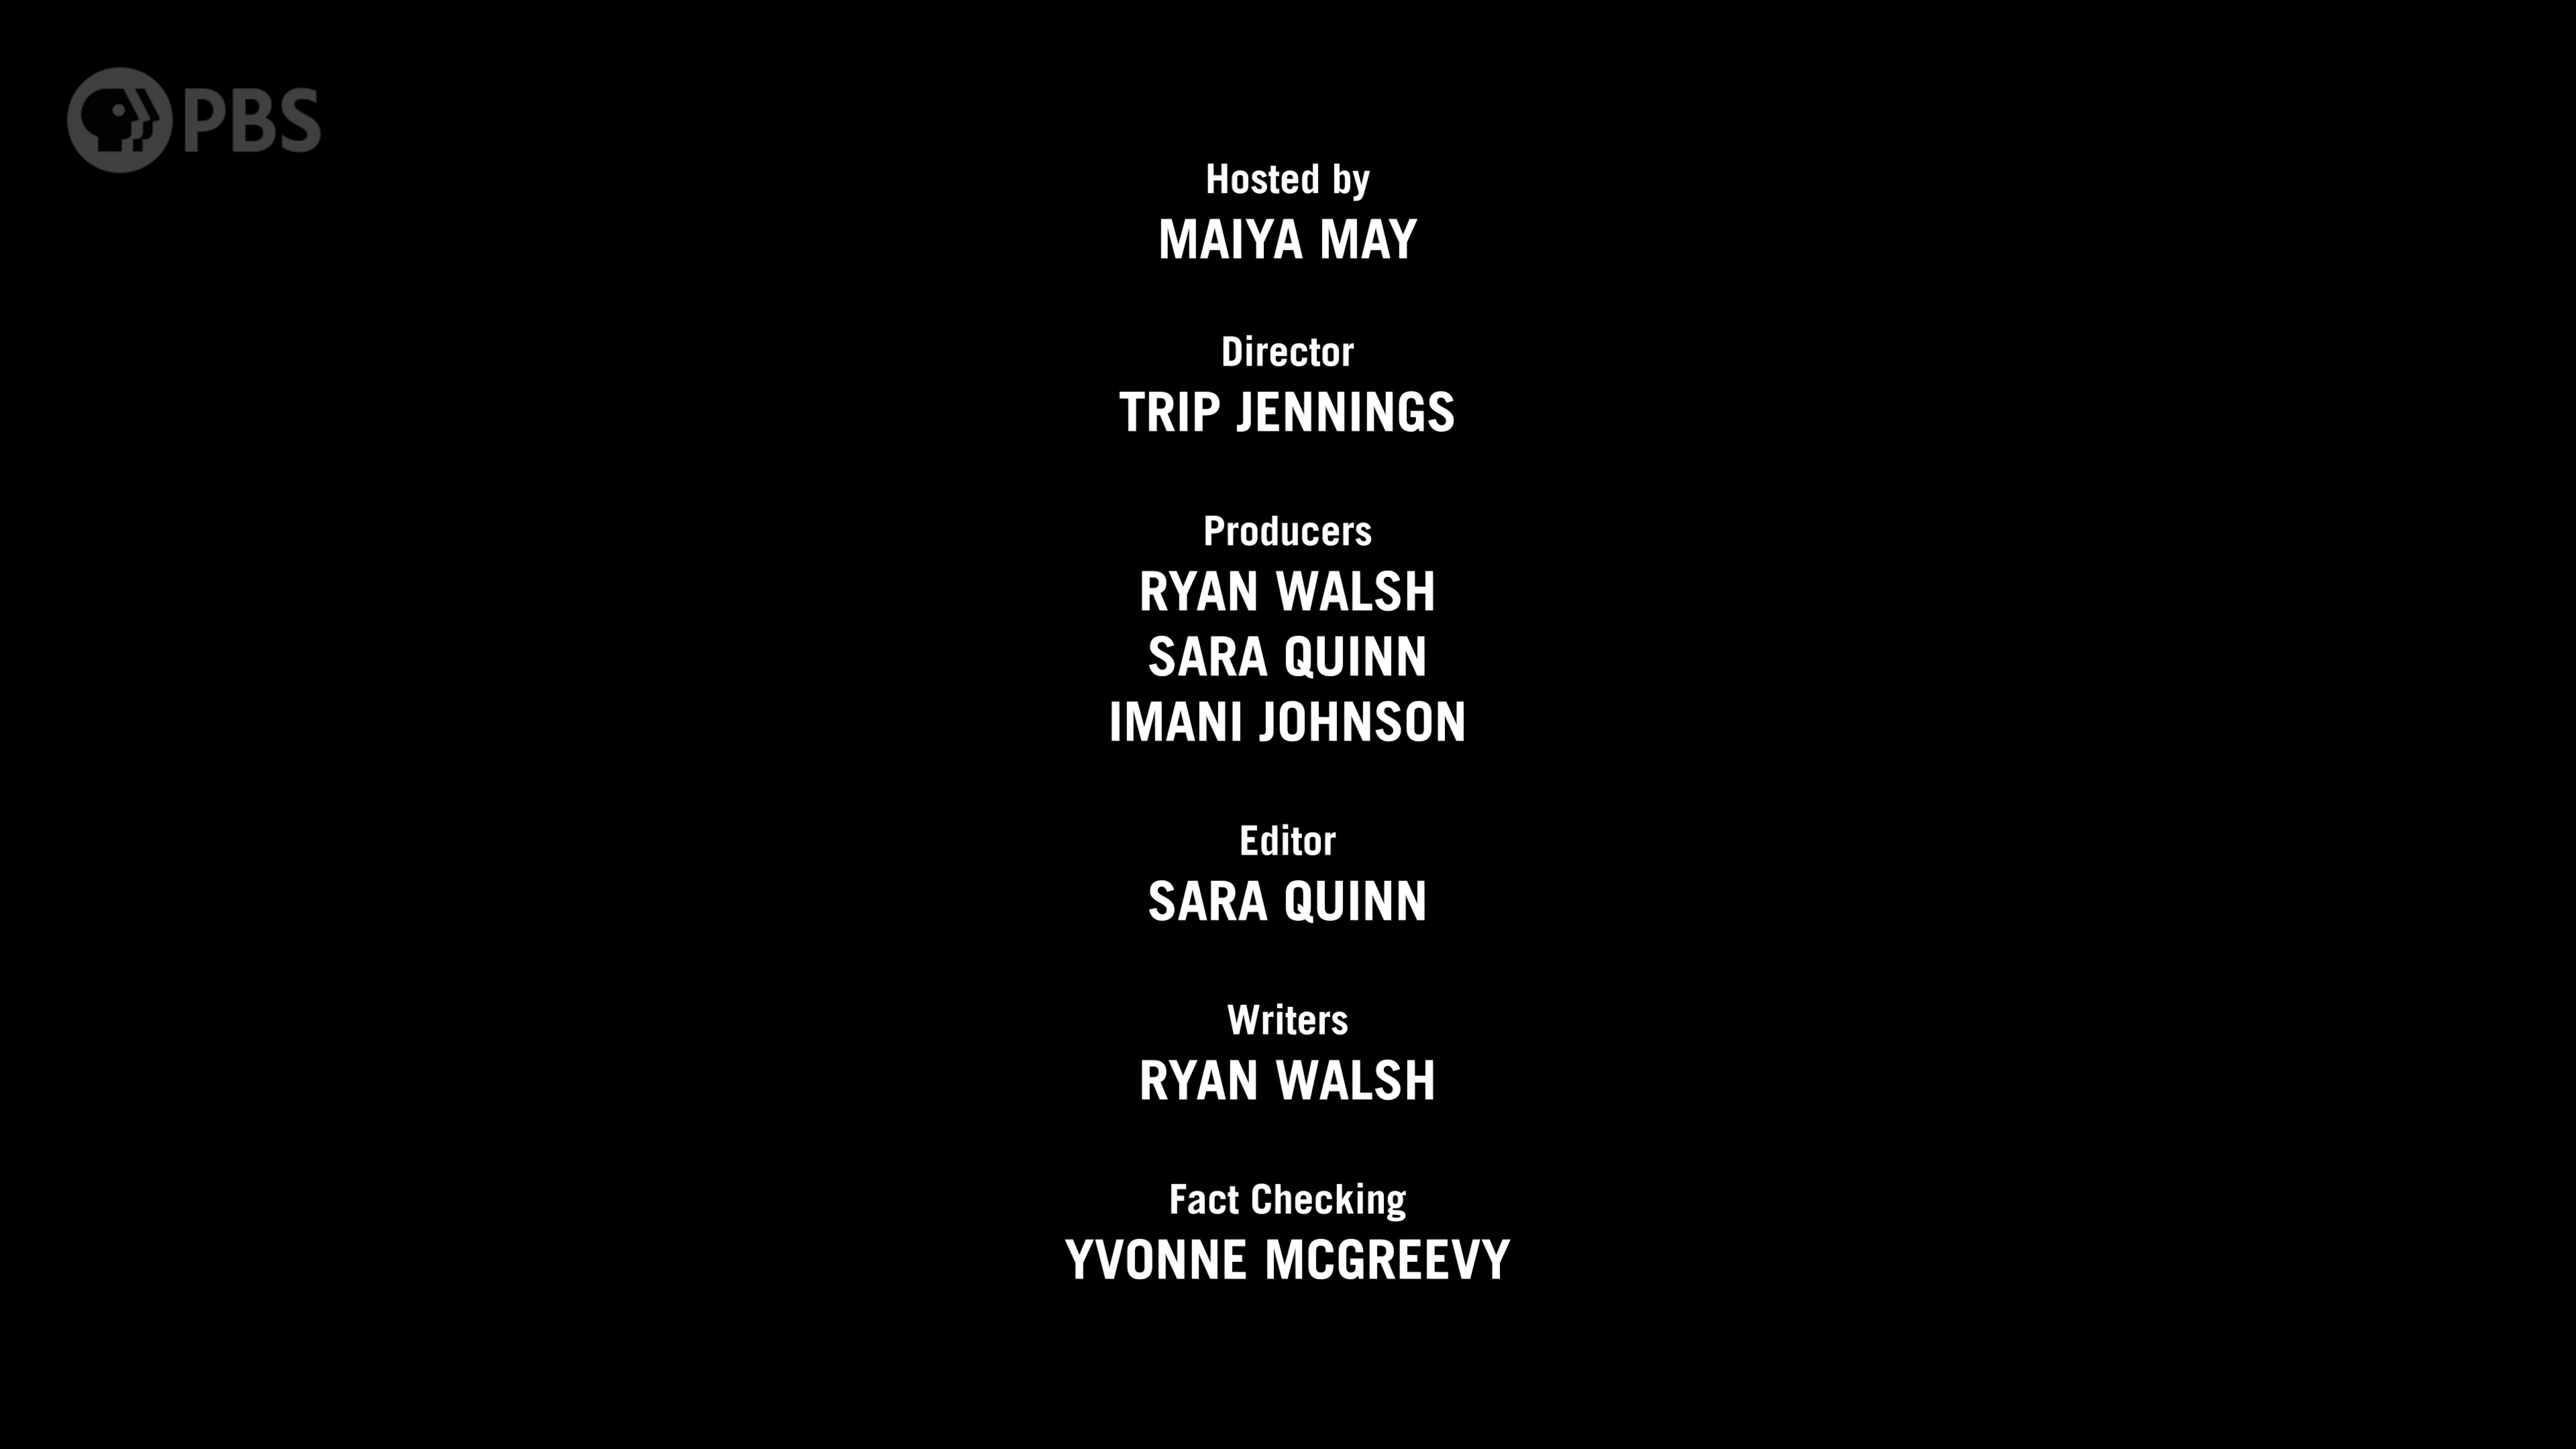 PBS
Hosted by
MAIYA MAY
Director
TRIP JENNINGS
Producers
RYAN WALSH
SARA QUINN
IMANI JOHNSON
Editor
SARA QUINN
Writers
RYAN WALSH
Fact Checking
YVONNE MCGREEVY